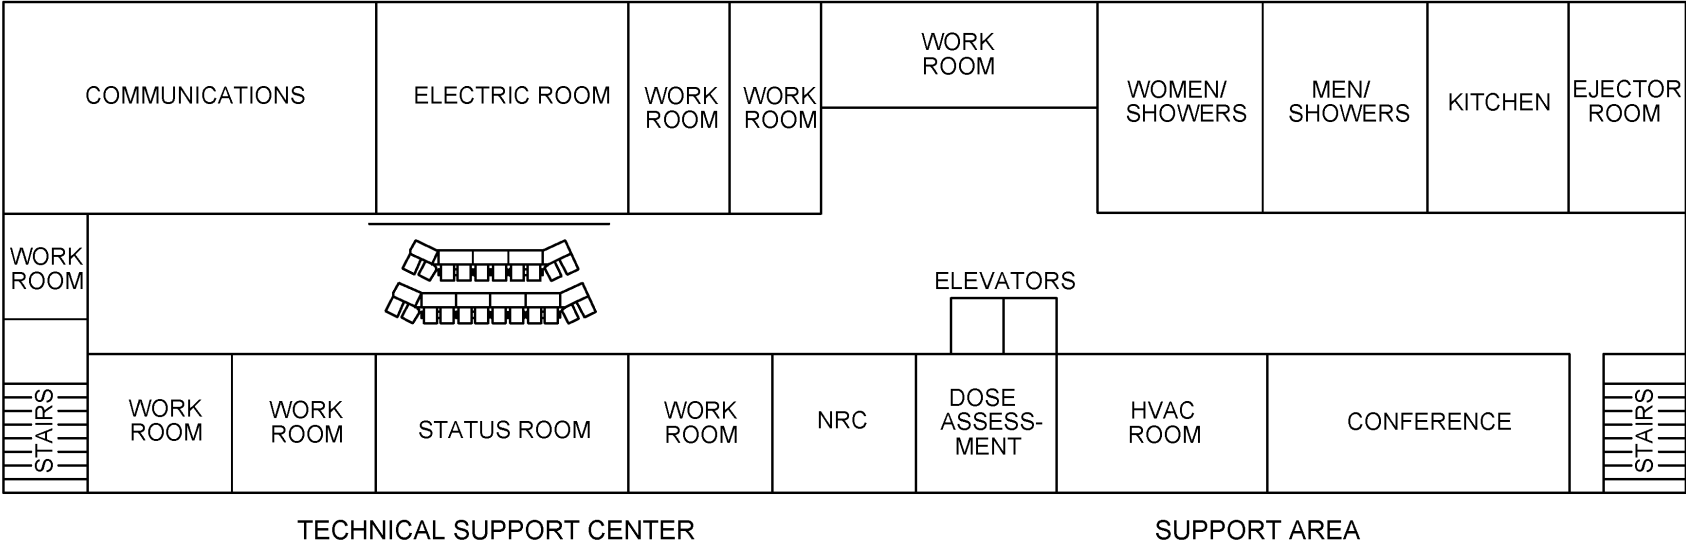 COMMUNICATIONS
ELECTRIC ROOM
WORK
ROOM
WORK
ROOM
WORK
ROOM
WOMEN/
SHOWERS
MEN/
SHOWERS
KITCHEN
EJECTOR
ROOM
WORK
ROOM
ELEVATORS
STAIRS
WORK
ROOM
WORK
ROOM
STATUS ROOM
WORK
ROOM
NRC
DOSE
ASSESS-
MENT
HVAC
ROOM
CONFERENCE
STAIRS
TECHNICAL SUPPORT CENTER
SUPPORT AREA